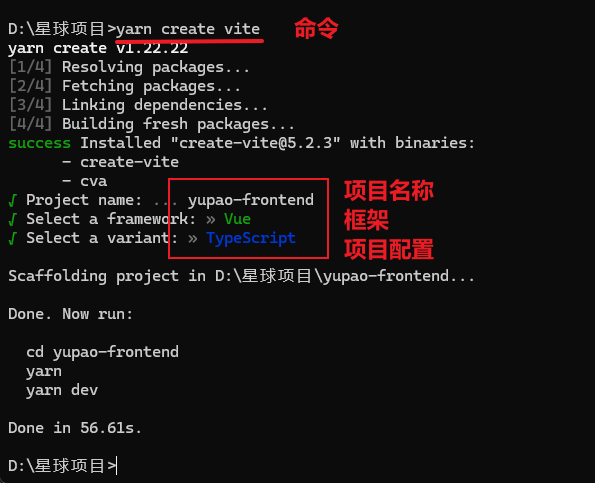 D:\星球项目>yarn create vite 命令
yarn create v1.22.22
[1/4] Resolving packages...
[2/4] Fetching packages...
[3/4] Linking dependencies...
[4/4] Building fresh packages...
success Installed "create-vite@5.2.3" with binaries:
- create-vite
- cva
√ Project name: ... yupao-frontend 项目名称
√ Select a framework: » Vue 框架
√ Select a variant: » TypeScript 项目配置
Scaffolding project in D:\星球项目\yupao-frontend...
Done. Now run:
cd yupao-frontend
yarn
yarn dev
Done in 56.61s.
D:\星球项目>